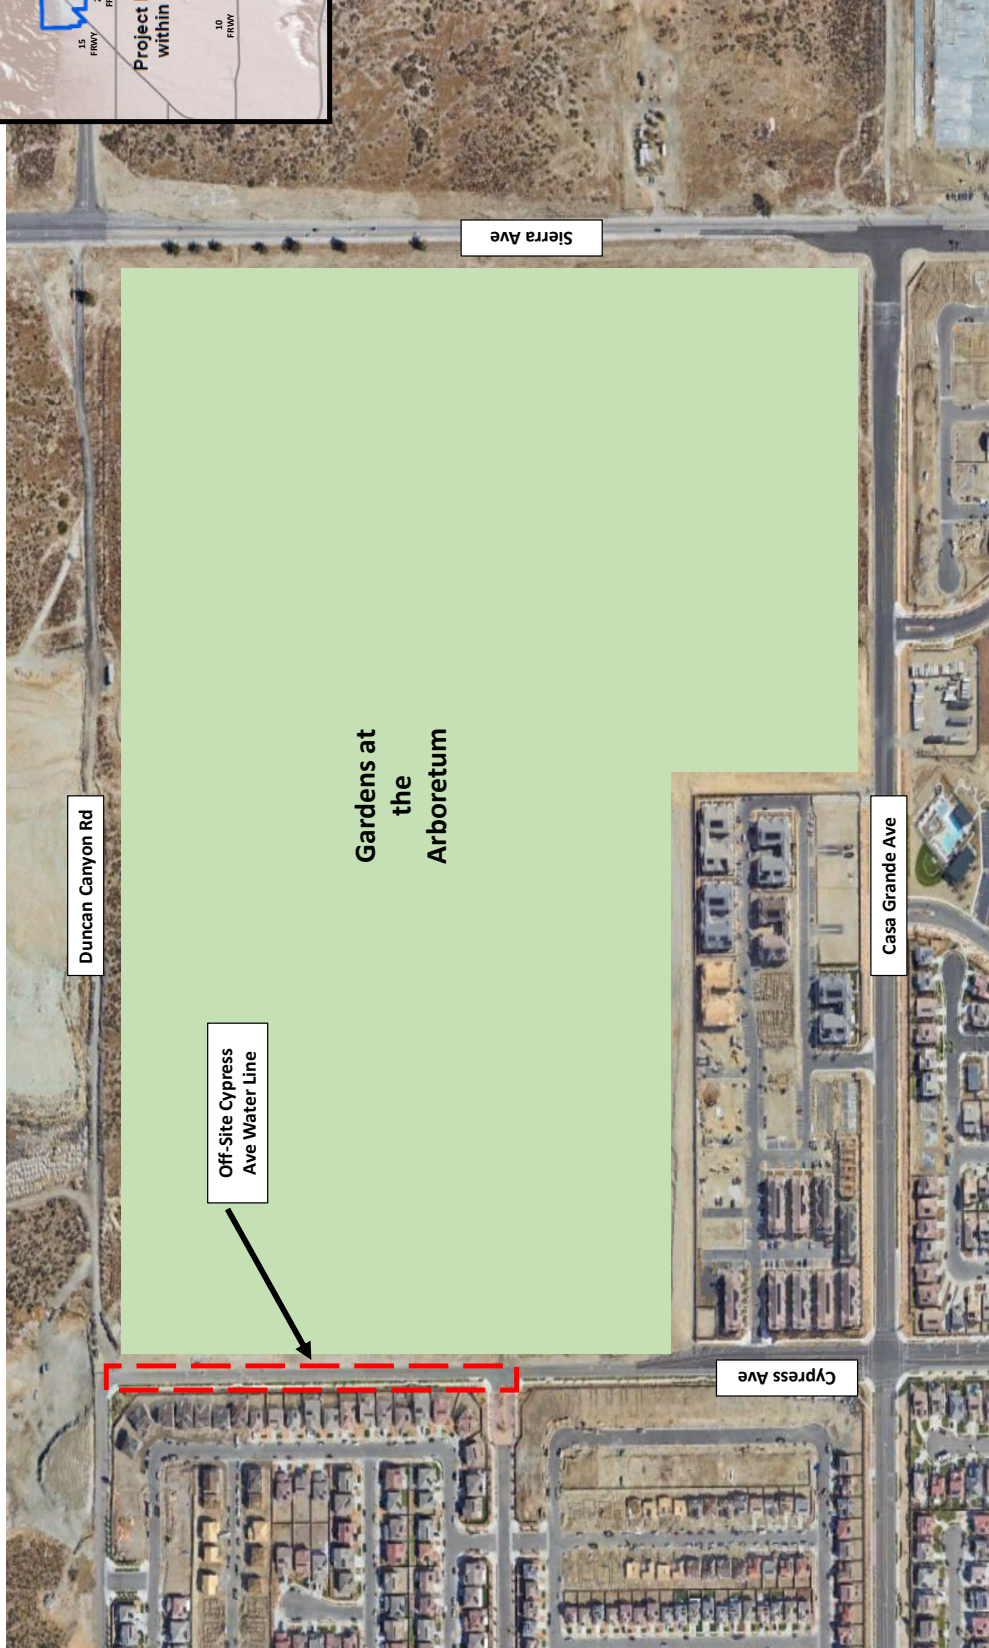 15
FRWY
10
FRWY
Project
within
Sierra Ave
Duncan Canyon Rd
Gardens at
the
Arboretum
Casa Grande Ave
Off-Site Cypress
Ave Water Line
Cypress Ave